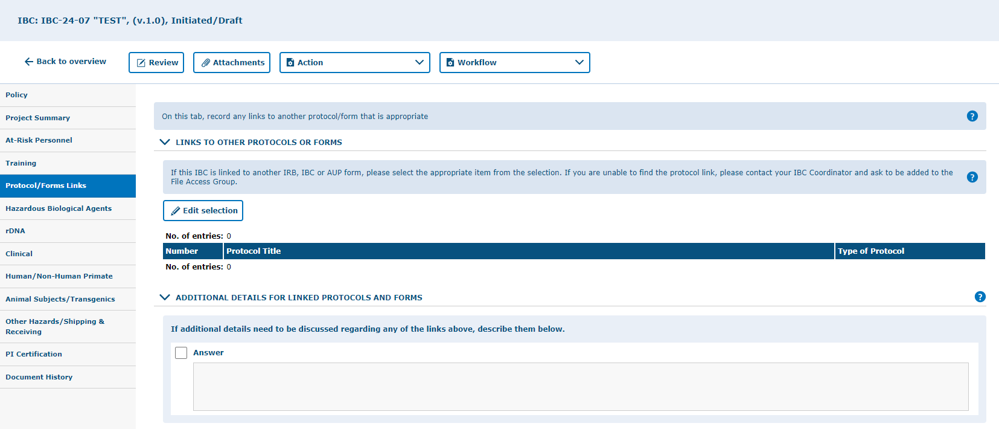 IBC: IBC-24-07 "TEST", (v.1.0), Initiated/Draft
Back to overview
Review
Attachments
Action
Workflow
Policy
Project Summary
At-Risk Personnel
Training
Protocol/Forms Links
Hazardous Biological Agents
rDNA
Clinical
Human/Non-Human Primate
Animal Subjects/Transgenics
Other Hazards/Shipping &
Receiving
PI Certification
Document History
On this tab, record any links to another protocol/form that is appropriate
?
LINKS TO OTHER PROTOCOLS OR FORMS
If this IBC is linked to another IRB, IBC or AUP form, please select the appropriate item from the selection. If you are unable to find the protocol link, please contact your IBC Coordinator and ask to be added to the
File Access Group.
?
Edit selection
No. of entries: 0
Number Protocol Title Type of Protocol
No. of entries: 0
ADDITIONAL DETAILS FOR LINKED PROTOCOLS AND FORMS
?
If additional details need to be discussed regarding any of the links above, describe them below.
Answer